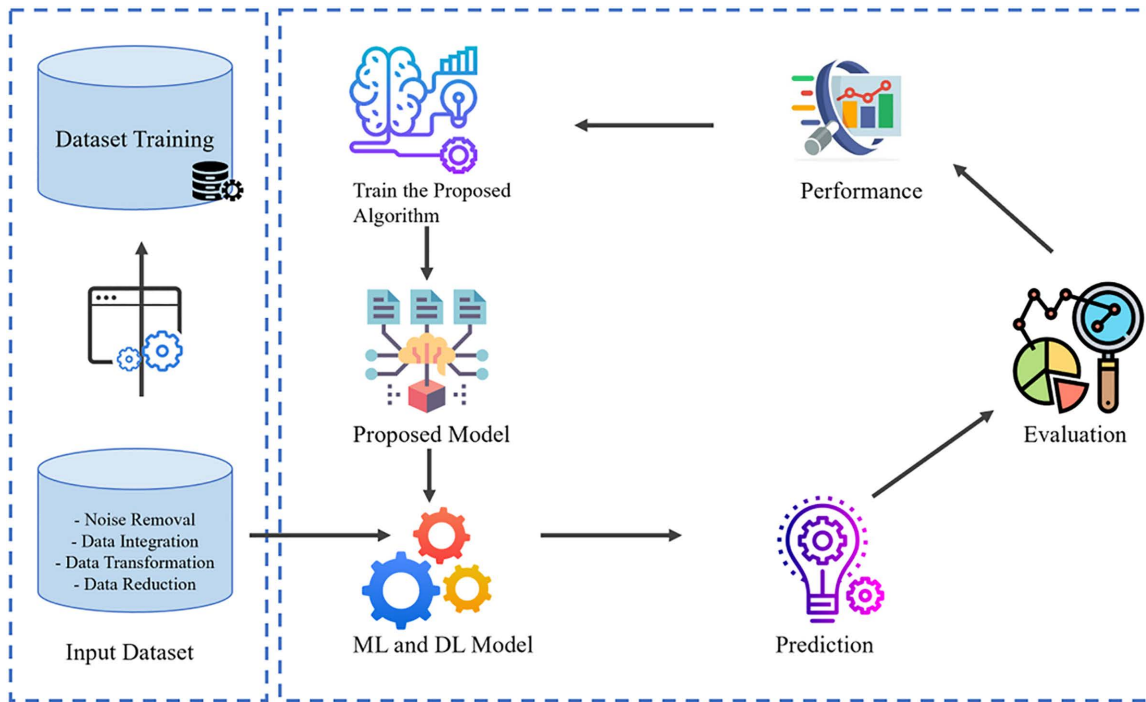 Dataset Training
- Noise Removal
- Data Integration
- Data Transformation
- Data Reduction
Input Dataset
Train the Proposed
Algorithm
Proposed Model
ML and DL Model
Prediction
Evaluation
Performance